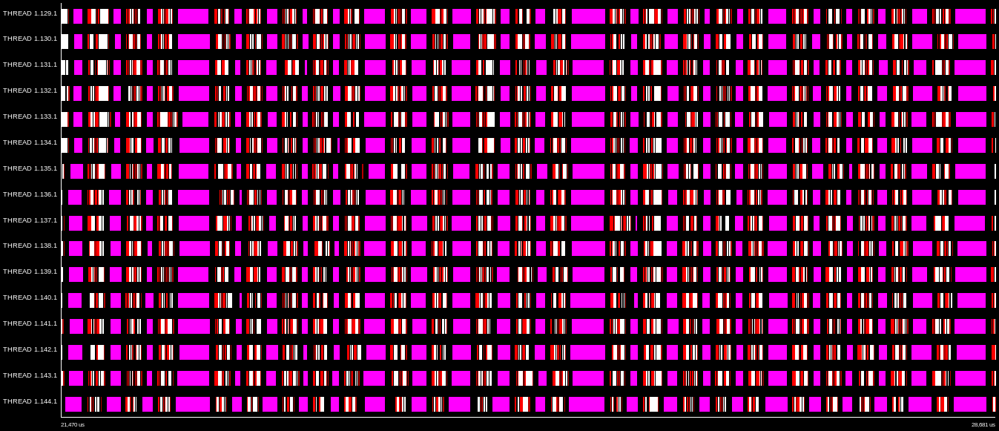 THREAD 1.129.1
THREAD 1.130.1
THREAD 1.131.1
THREAD 1.132.1
THREAD 1.133.1
THREAD 1.134.1
THREAD 1.135.1
THREAD 1.136.1
THREAD 1.137.1
THREAD 1.138.1
THREAD 1.139.1
THREAD 1.140.1
THREAD 1.141.1
THREAD 1.142.1
THREAD 1.143.1
THREAD 1.144.1
21,470 us 28,681 us